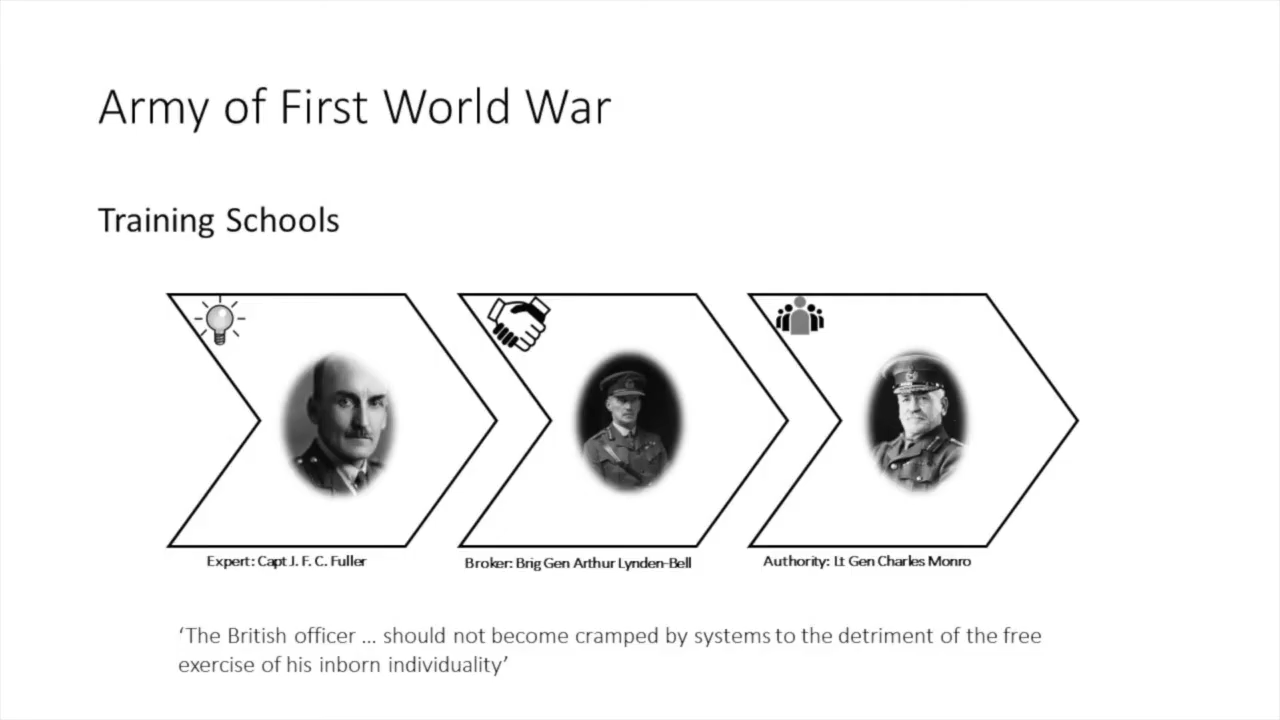 Army of First World War
Training Schools
Expert: Capt J. F. C. Fuller
Broker: Brig Gen Arthur Lynden-Bell
Authority: Lt Gen Charles Monro
‘The British officer … should not become cramped by systems to the detriment of the free
exercise of his inborn individuality’